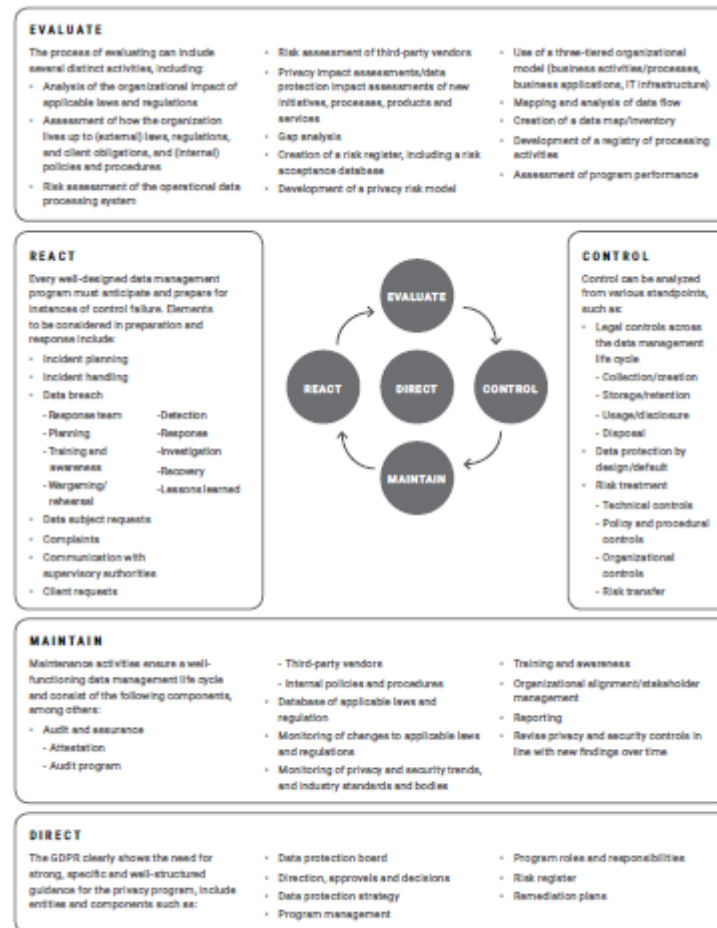 EVALUATE
The process of evaluating can include
several distinct activities, including:
• Analysis of the organizational impact of
applicable laws and regulations
• Assessment of how the organization
lives up to (external) laws, regulations,
and client obligations, and (internal)
policies and procedures
• Risk assessment of the operational data
processing system
• Risk assessment of third-party vendors
• Privacy impact assessments/data
protection impact assessments of new
initiatives, processes, products and
services
• Gap analysis
• Creation of a risk register, including a risk
acceptance database
• Development of a privacy risk model
• Use of a three-tiered organizational
model (business activities/processes,
business applications, IT infrastructure)
• Mapping and analysis of data flow
• Creation of a data map/inventory
• Development of a registry of processing
activities
• Assessment of program performance
REACT
Every well-designed data management
program must anticipate and prepare for
instances of control failure. Elements
to be considered in preparation and
response include:
• Incident planning
• Incident handling
• Data breach
- Response team
- Planning
- Training and
awareness
- Wargaming/
rehearsal
-Detection
-Response
-Investigation
-Recovery
-Lessons learned
• Data subject requests
• Complaints
• Communication with
supervisory authorities
• Client requests
EVALUATE
REACT
DIRECT
CONTROL
MAINTAIN
CONTROL
Control can be analyzed
from various standpoints,
such as:
• Legal controls across
the data management
life cycle
- Collection/creation
- Storage/retention
- Usage/disclosure
- Disposal
• Data protection by
design/default
• Risk treatment
- Technical controls
- Policy and procedural
controls
- Organizational
controls
- Risk transfer
MAINTAIN
Maintenance activities ensure a well-
functioning data management life cycle
and consist of the following components,
among others:
• Audit and assurance
- Attestation
- Audit program
- Third-party vendors
- Internal policies and procedures
• Database of applicable laws and
regulation
• Monitoring of changes to applicable laws
and regulations
• Monitoring of privacy and security trends,
and industry standards and bodies
• Training and awareness
• Organizational alignment/stakeholder
management
• Reporting
• Revise privacy and security controls in
line with new findings over time
DIRECT
The GDPR clearly shows the need for
strong, specific and well-structured
guidance for the privacy program, include
entities and components such as:
• Data protection board
• Direction, approvals and decisions
• Data protection strategy
• Program management
• Program roles and responsibilities
• Risk register
• Remediation plans